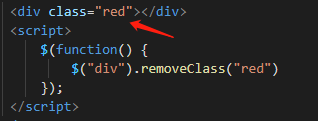 <div class="red"></div>
<script>
$(function() {
$("div").removeClass("red")
});
</script>